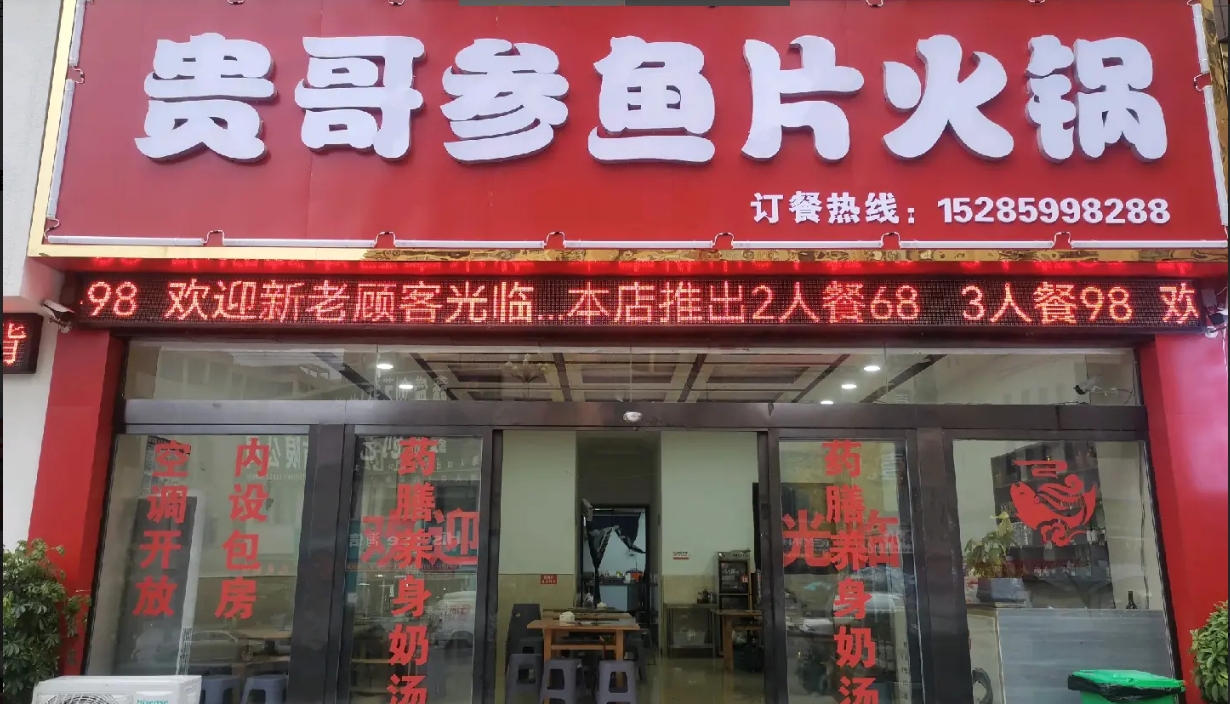 贵哥参鱼片火锅
订餐热线：15285998288
98 欢迎新老顾客光临...本店推出2人餐68 3人餐98 欢
内设包房
空调开放
药膳养身奶汤
欢迎
药膳养身奶汤
光临
Hisense